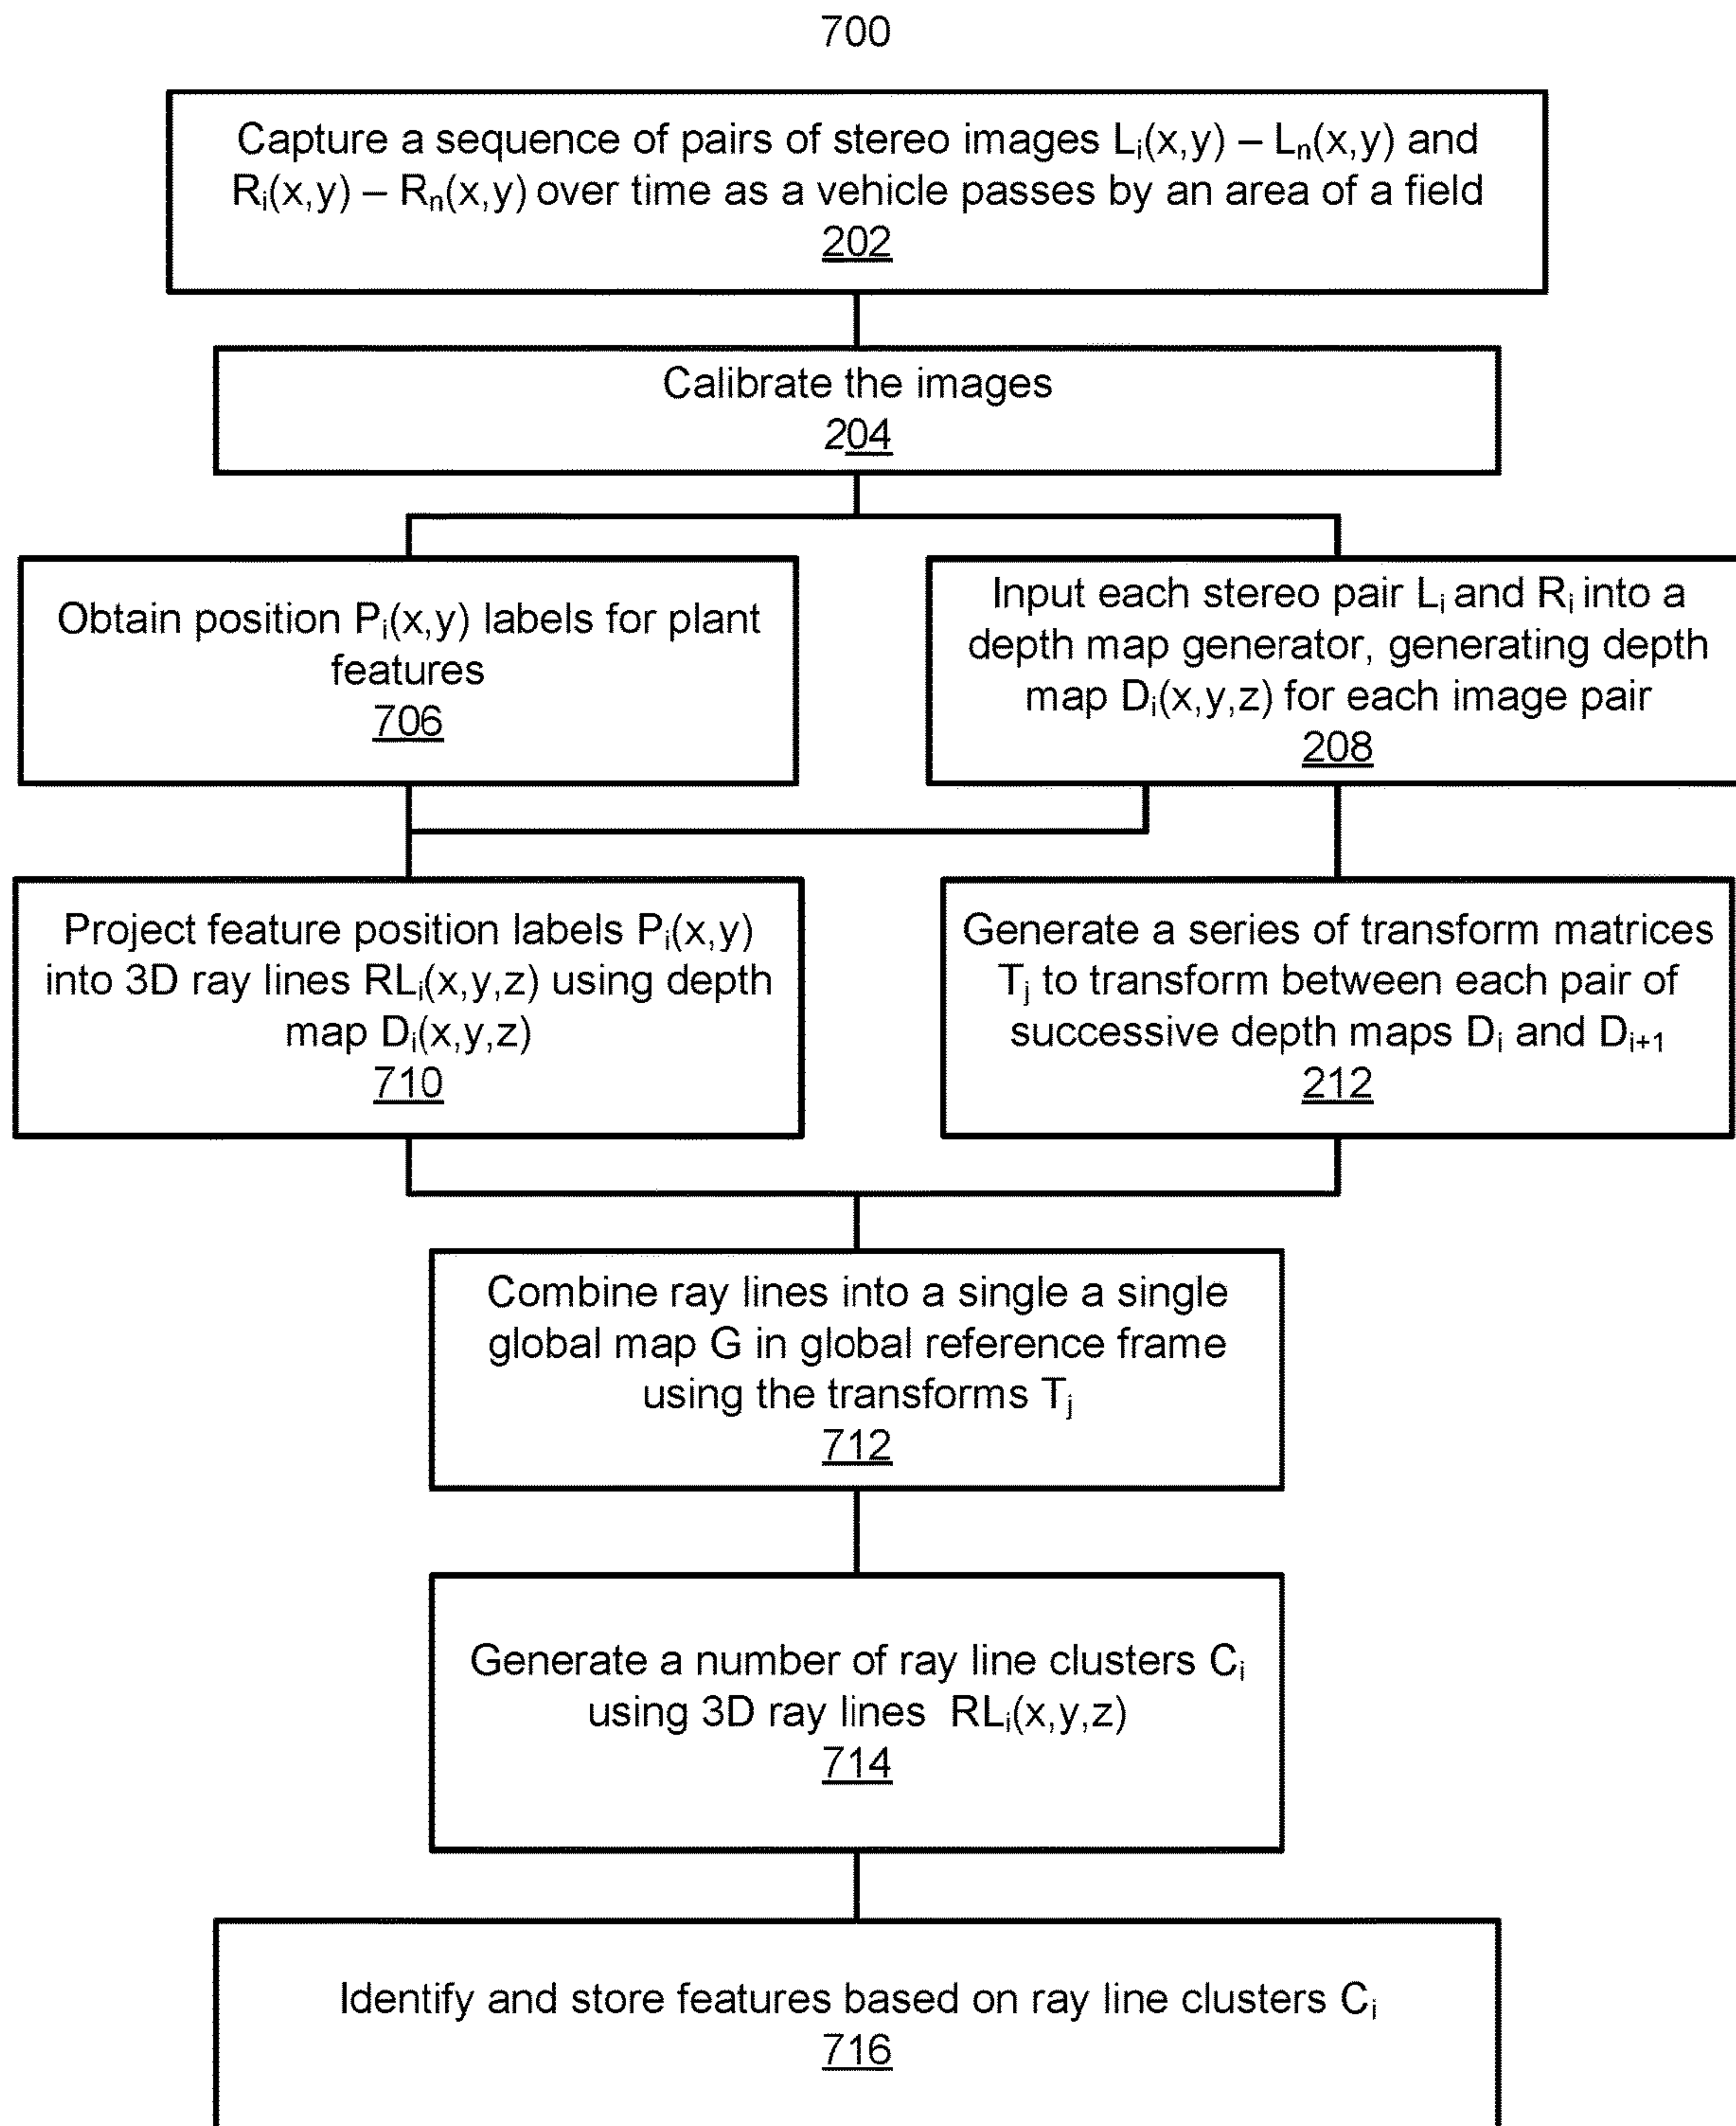 700
Capture a sequence of pairs of stereo images Lᵢ(x,y) – Lₙ(x,y) and
Rᵢ(x,y) – Rₙ(x,y) over time as a vehicle passes by an area of a field
202
Calibrate the images
204
Obtain position Pᵢ(x,y) labels for plant
features
706
Input each stereo pair Lᵢ and Rᵢ into a
depth map generator, generating depth
map Dᵢ(x,y,z) for each image pair
208
Project feature position labels Pᵢ(x,y)
into 3D ray lines RLᵢ(x,y,z) using depth
map Dᵢ(x,y,z)
710
Generate a series of transform matrices
Tⱼ to transform between each pair of
successive depth maps Dᵢ and Dᵢ₊₁
212
Combine ray lines into a single a single
global map G in global reference frame
using the transforms Tⱼ
712
Generate a number of ray line clusters Cᵢ
using 3D ray lines RLᵢ(x,y,z)
714
Identify and store features based on ray line clusters Cᵢ
716